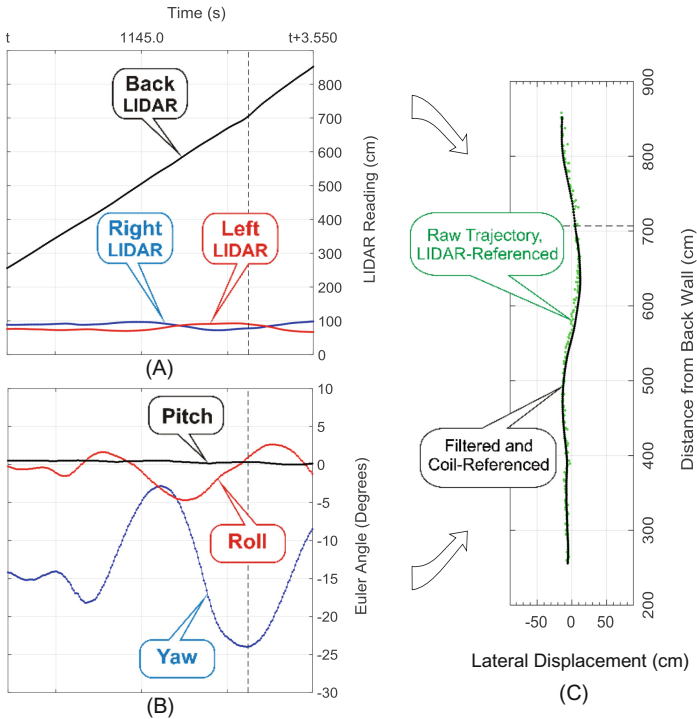 Time (s)
t 1145.0 t+3.550
Back
LIDAR
Right
LIDAR
Left
LIDAR
800
700
600
500
400
300
200
100
0
LIDAR Reading (cm)
(A)
Pitch
Roll
Yaw
10
5
0
-5
-10
-15
-20
-25
-30
Euler Angle (Degrees)
(B)
Raw Trajectory,
LIDAR-Referenced
Filtered and
Coil-Referenced
900
800
700
600
500
400
300
200
Distance from Back Wall (cm)
-50 0 50
Lateral Displacement (cm)
(C)